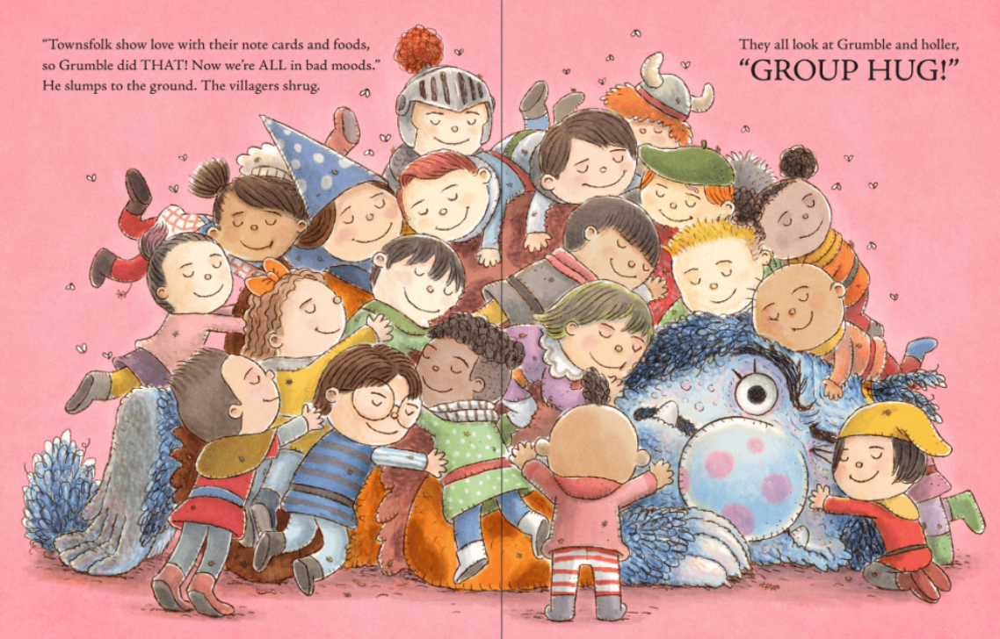 “Townsfolk show love with their note cards and foods,
so Grumble did THAT! Now we’re ALL in bad moods.”
He slumps to the ground. The villagers shrug.
They all look at Grumble and holler,
“GROUP HUG!”